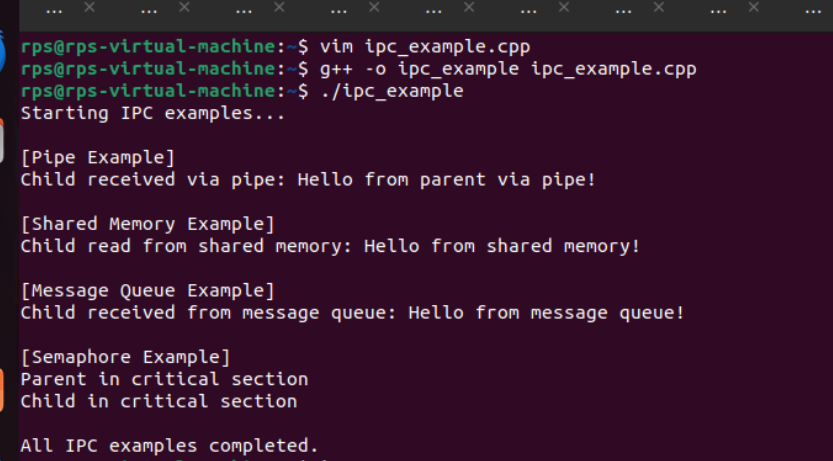 ... × ... × ... × ... × ... × ... × ... × ... × ...
rps@rps-virtual-machine:~$ vim ipc_example.cpp
rps@rps-virtual-machine:~$ g++ -o ipc_example ipc_example.cpp
rps@rps-virtual-machine:~$ ./ipc_example
Starting IPC examples...
[Pipe Example]
Child received via pipe: Hello from parent via pipe!
[Shared Memory Example]
Child read from shared memory: Hello from shared memory!
[Message Queue Example]
Child received from message queue: Hello from message queue!
[Semaphore Example]
Parent in critical section
Child in critical section
All IPC examples completed.